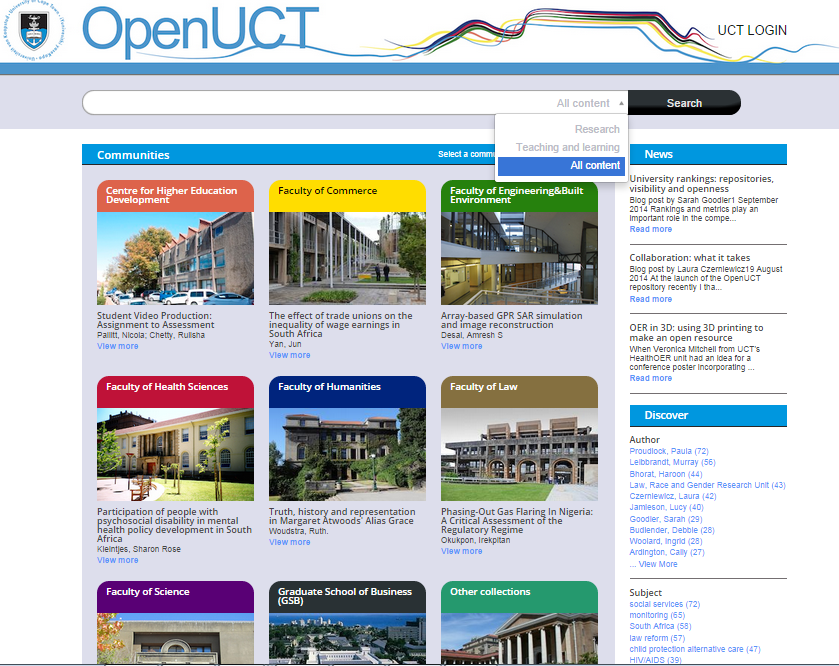 OpenUCT
UCT LOGIN
All content
Search
Research
Teaching and learning
All content
Communities
Select a commu
Centre for Higher Education
Development
Student Video Production:
Assignment to Assessment
Pallitt, Nicola; Chetty, Rulisha
View more
Faculty of Commerce
The effect of trade unions on the
inequality of wage earnings in
South Africa
Yan, Jun
View more
Faculty of Engineering&Built
Environment
Array-based GPR SAR simulation
and image reconstruction
Desai, Amresh S
View more
Faculty of Health Sciences
Participation of people with
psychosocial disability in mental
health policy development in South
Africa
Kleintjes, Sharon Rose
View more
Faculty of Humanities
Truth, history and representation
in Margaret Atwoods' Alias Grace
Woudstra, Ruth.
View more
Faculty of Law
Phasing-Out Gas Flaring In Nigeria:
A Critical Assessment of the
Regulatory Regime
Okukpon, Irekpitan
View more
Faculty of Science
Graduate School of Business
(GSB)
Other collections
News
University rankings: repositories,
visibility and openness
Blog post by Sarah Goodier1 September
2014 Rankings and metrics play an
important role in the compe...
Read more
Collaboration: what it takes
Blog post by Laura Czerniewicz19 August
2014 At the launch of the OpenUCT
repository recently I tha...
Read more
OER in 3D: using 3D printing to
make an open resource
When Veronica Mitchell from UCT's
HealthOER unit had an idea for a
conference poster incorporating ...
Read more
Discover
Author
Proudlock, Paula (72)
Leibbrandt, Murray (56)
Bhorat, Haroon (44)
Law, Race and Gender Research Unit (43)
Czerniewicz, Laura (42)
Jamieson, Lucy (40)
Goodier, Sarah (29)
Budlender, Debbie (28)
Woolard, Ingrid (28)
Ardington, Cally (27)
... View More
Subject
social services (72)
monitoring (65)
South Africa (58)
law reform (57)
child protection alternative care (47)
HIV/AIDS (39)